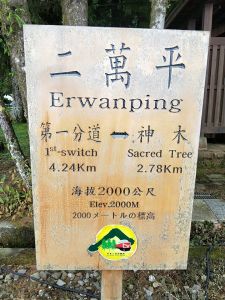 二萬平
Erwanping
第一分道 ━ 神木
1st-switch Sacred Tree
4.24Km 2.78Km
海拔2000公尺
Elev.2000M
2000メートルの標高